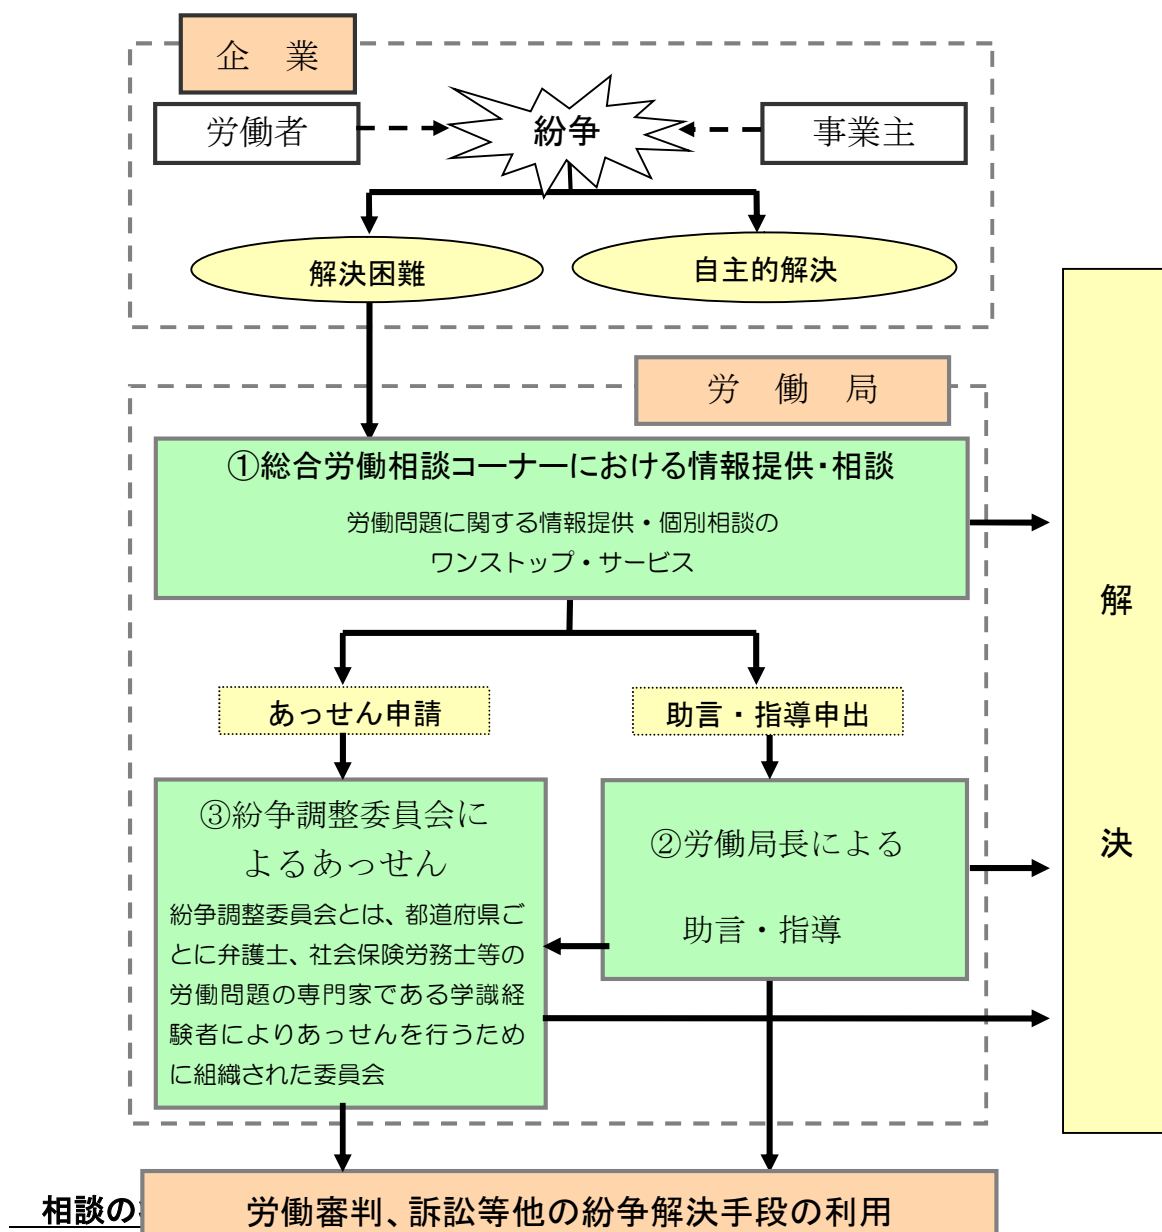 企　業
労働者
紛争
事業主
解決困難
自主的解決
労　働　局
①総合労働相談コーナーにおける情報提供・相談
労働問題に関する情報提供・個別相談の
ワンストップ・サービス
あっせん申請
助言・指導申出
③紛争調整委員会に
よるあっせん
紛争調整委員会とは、都道府県ご
とに弁護士、社会保険労務士等の
労働問題の専門家である学識経
験者によりあっせんを行うため
に組織された委員会
②労働局長による
助言・指導
解
決
相談の
労働審判、訴訟等他の紛争解決手段の利用